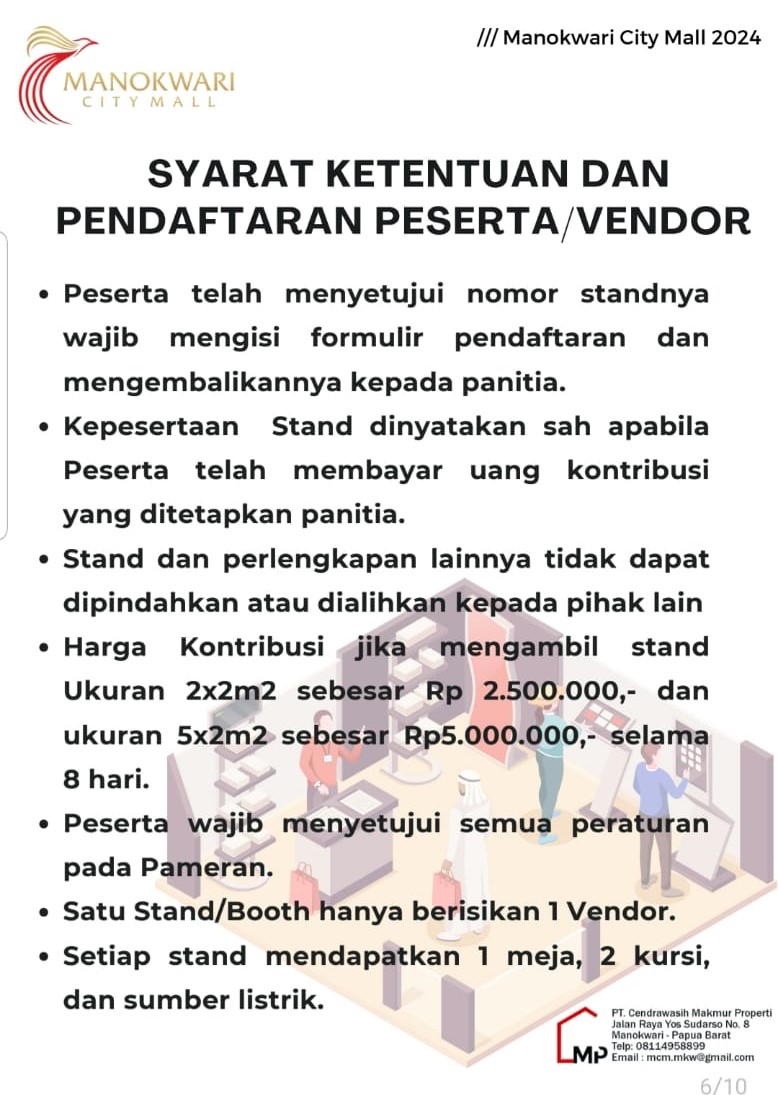 /// Manokwari City Mall 2024
MANOKWARI
CITY MALL
SYARAT KETENTUAN DAN
PENDAFTARAN PESERTA/VENDOR
• Peserta telah menyetujui nomor standnya
wajib mengisi formulir pendaftaran dan
mengembalikannya kepada panitia.
• Kepesertaan Stand dinyatakan sah apabila
Peserta telah membayar uang kontribusi
yang ditetapkan panitia.
• Stand dan perlengkapan lainnya tidak dapat
dipindahkan atau dialihkan kepada pihak lain
• Harga Kontribusi jika mengambil stand
Ukuran 2x2m2 sebesar Rp 2.500.000,- dan
ukuran 5x2m2 sebesar Rp5.000.000,- selama
8 hari.
• Peserta wajib menyetujui semua peraturan
pada Pameran.
• Satu Stand/Booth hanya berisikan 1 Vendor.
• Setiap stand mendapatkan 1 meja, 2 kursi,
dan sumber listrik.
MP
PT. Cendrawasih Makmur Properti
Jalan Raya Yos Sudarso No. 8
Manokwari - Papua Barat
Telp: 08114958899
Email : mcm.mkw@gmail.com
6/10